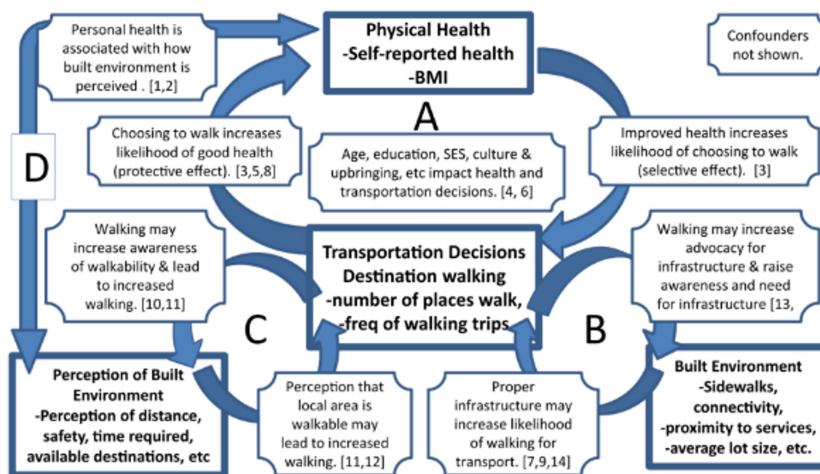 Personal health is
associated with how
built environment is
perceived . [1,2]
Physical Health
-Self-reported health
-BMI
Confounders
not shown.
A
D
Choosing to walk increases
likelihood of good health
(protective effect). [3,5,8]
Age, education, SES, culture &
upbringing, etc impact health and
transportation decisions. [4, 6]
Improved health increases
likelihood of choosing to walk
(selective effect). [3]
Walking may
increase awareness
of walkability & lead
to increased
walking. [10,11]
Transportation Decisions
Destination walking
-number of places walk,
-freq of walking trips
Walking may increase
advocacy for
infrastructure & raise
awareness and need
for infrastructure [13,
C
B
Perception of Built
Environment
-Perception of distance,
safety, time required,
available destinations, etc
Perception that
local area is
walkable may
lead to increased
walking. [11,12]
Proper
infrastructure may
increase likelihood
of walking for
transport. [7,9,14]
Built Environment
-Sidewalks,
connectivity,
-proximity to services,
-average lot size, etc.